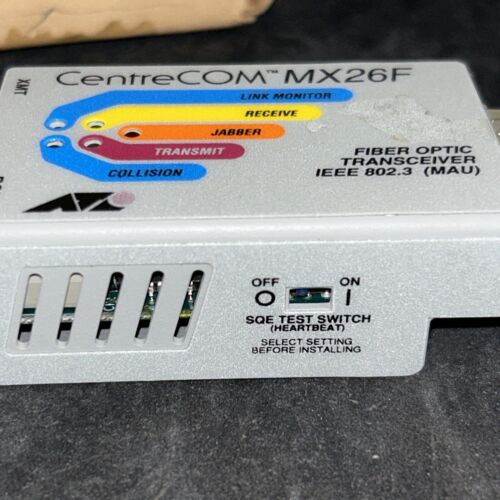 XMT
CentreCOM™ MX26F
LINK MONITOR
RECEIVE
JABBER
TRANSMIT
COLLISION
FIBER OPTIC
TRANSCEIVER
IEEE 802.3 (MAU)
OFF ON
O I
SQE TEST SWITCH
(HEARTBEAT)
SELECT SETTING
BEFORE INSTALLING